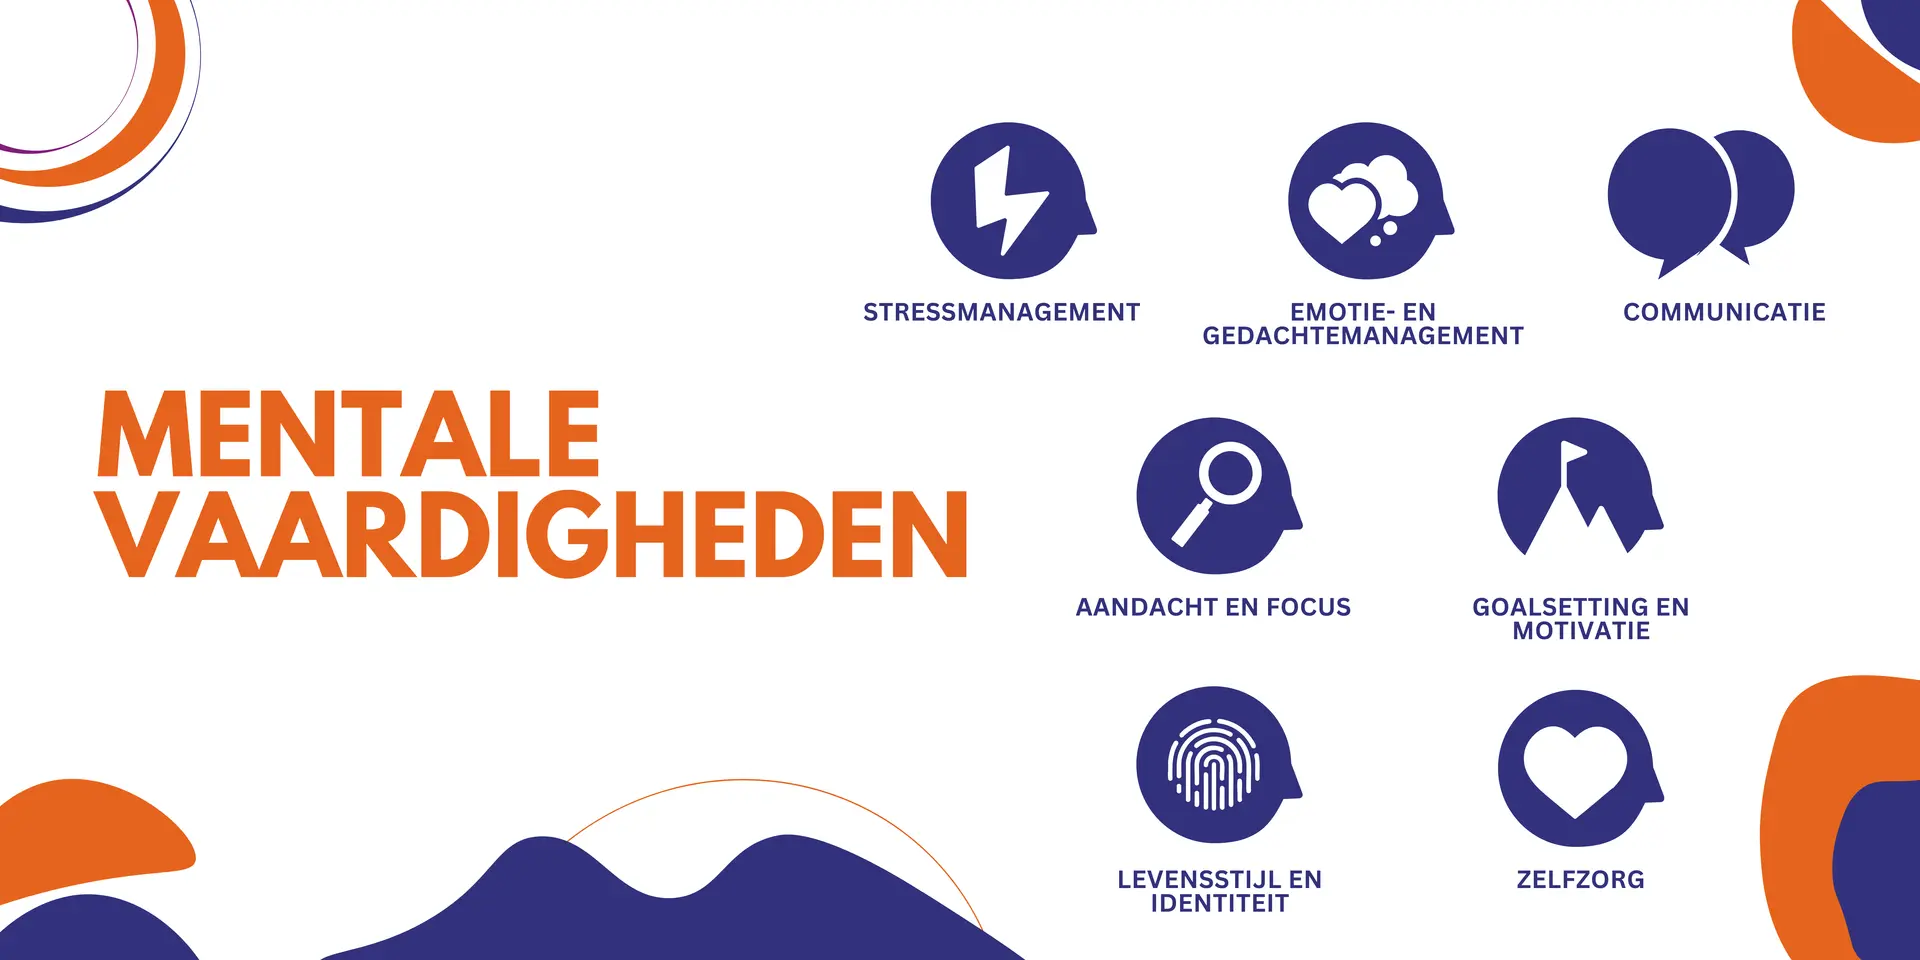 MENTALE
VAARDIGHEDEN
STRESSMANAGEMENT
EMOTIE- EN
GEDACHTEMANAGEMENT
COMMUNICATIE
AANDACHT EN FOCUS
GOALSETTING EN
MOTIVATIE
LEVENSSTIJL EN
IDENTITEIT
ZELFZORG